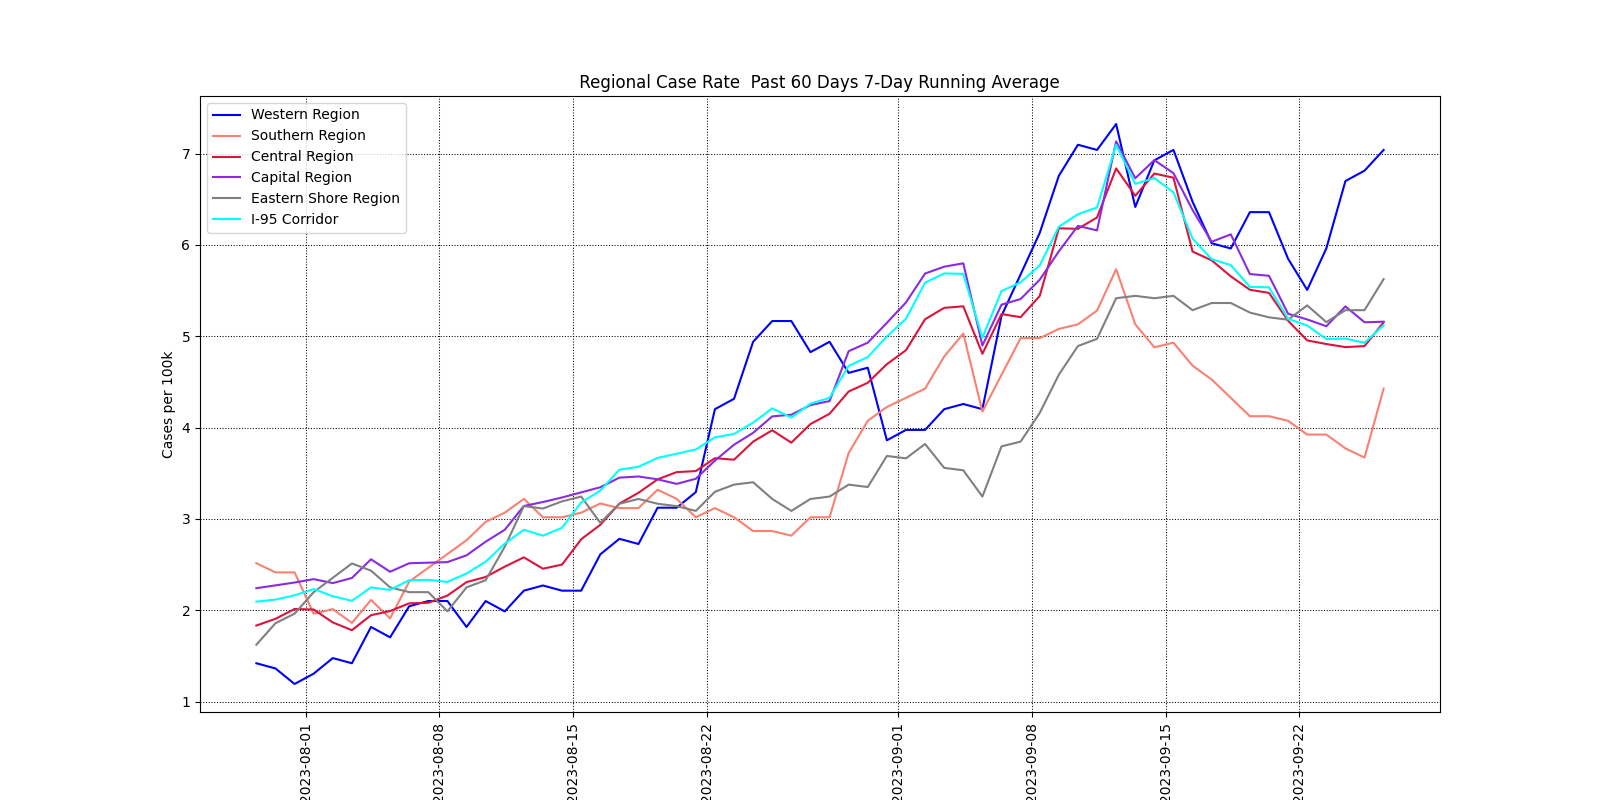 Regional Case Rate  Past 60 Days 7-Day Running Average
Western Region
Southern Region
Central Region
Capital Region
Eastern Shore Region
I-95 Corridor
Cases per 100k
7
6
5
4
3
2
1
2023-08-01
2023-08-08
2023-08-15
2023-08-22
2023-09-01
2023-09-08
2023-09-15
2023-09-22